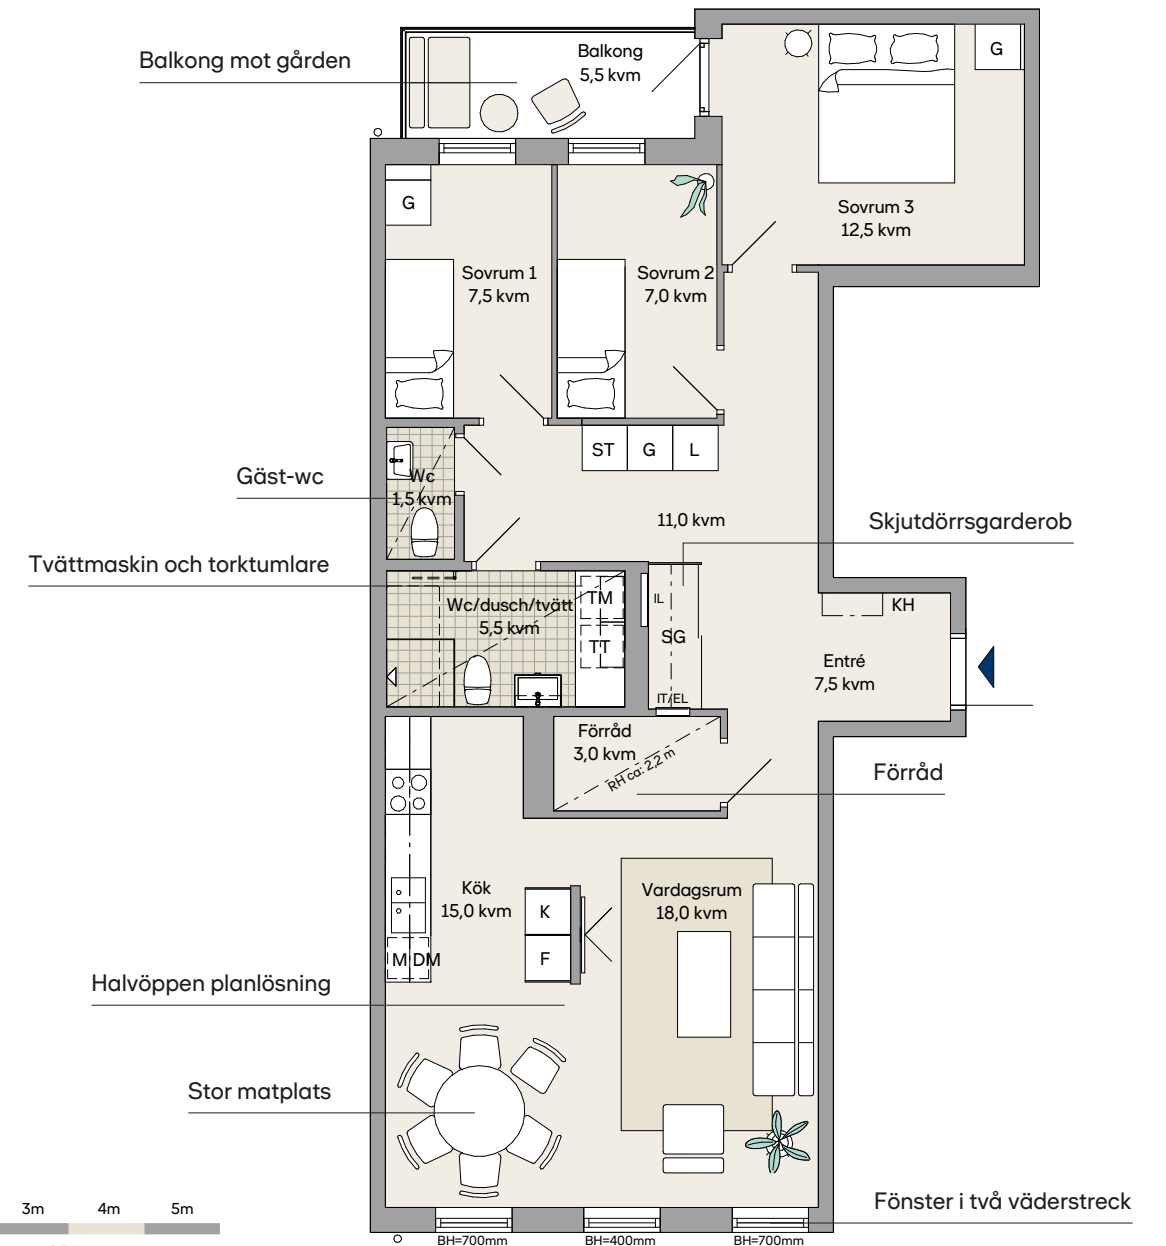 Balkong mot gården
Balkong
5,5 kvm
G
Sovrum 3
12,5 kvm
G
Sovrum 1
7,5 kvm
Sovrum 2
7,0 kvm
ST G L
Gäst-wc
Wc
1,5 kvm
11,0 kvm
Skjutdörrsgarderob
Tvättmaskin och torktumlare
Wc/dusch/tvätt
5,5 kvm
TM
TT
IL
SG
IT/EL
KH
Entré
7,5 kvm
Förråd
3,0 kvm
RH ca: 2,2 m
Förråd
Kök
15,0 kvm
K
F
M DM
Vardagsrum
18,0 kvm
Halvöppen planlösning
Stor matplats
Fönster i två väderstreck
3m 4m 5m
BH=700mm BH=400mm BH=700mm